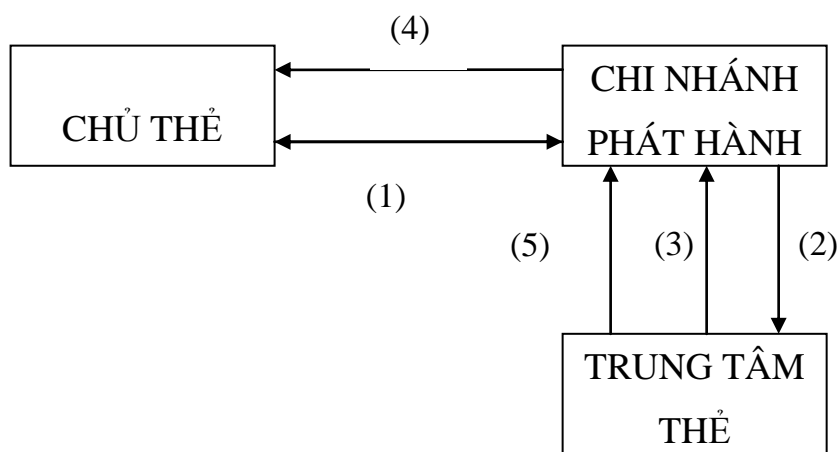 (4)
CHỦ THẺ
CHI NHÁNH
PHÁT HÀNH
(1)
(5)
(3)
(2)
TRUNG TÂM
THẺ